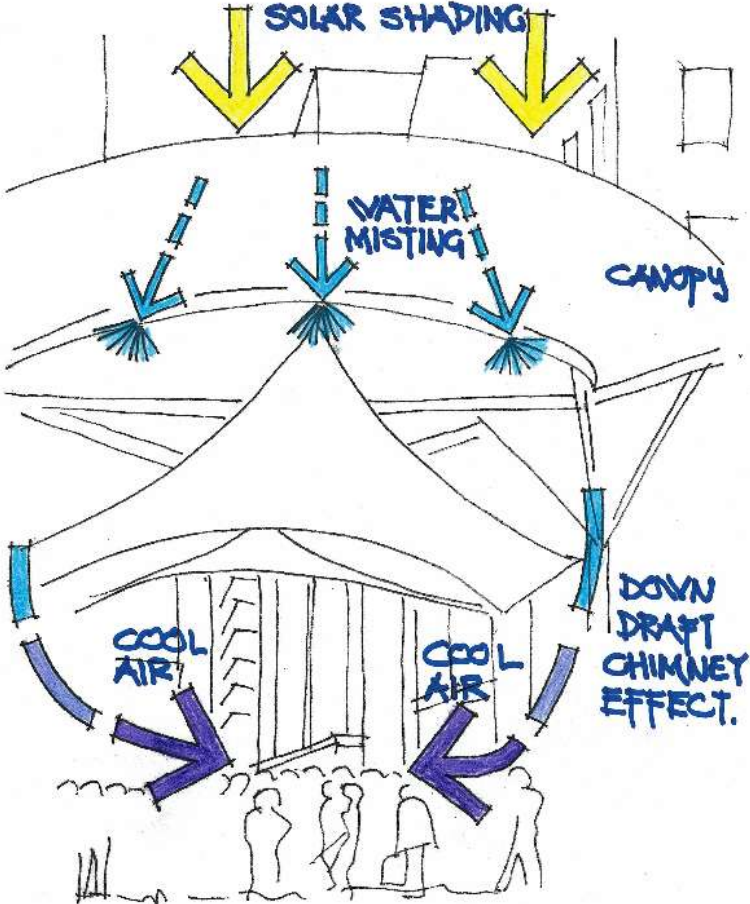 SOLAR SHADING
WATER
MISTING
CANOPY
COOL
AIR
COOL
AIR
DOWN
DRAFT
CHIMNEY
EFFECT.